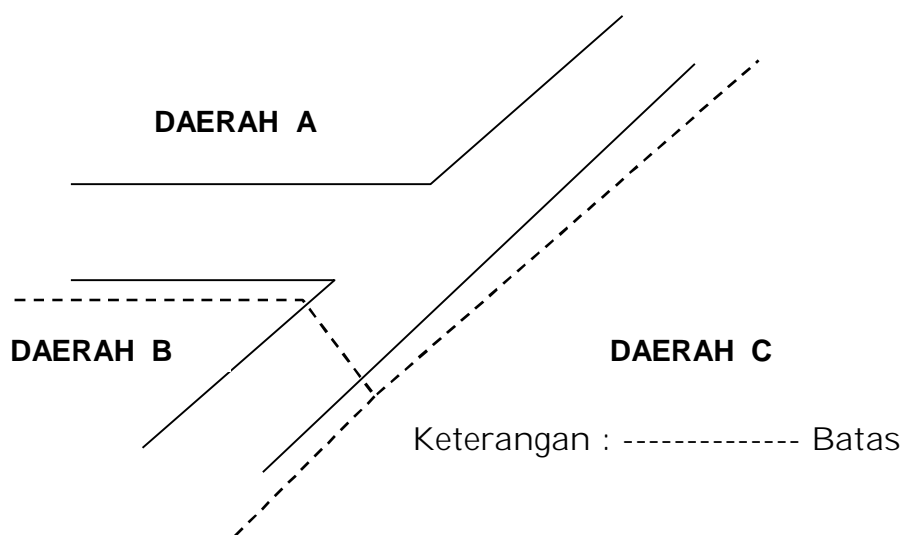 DAERAH A
DAERAH B
DAERAH C
Keterangan : ------------- Batas